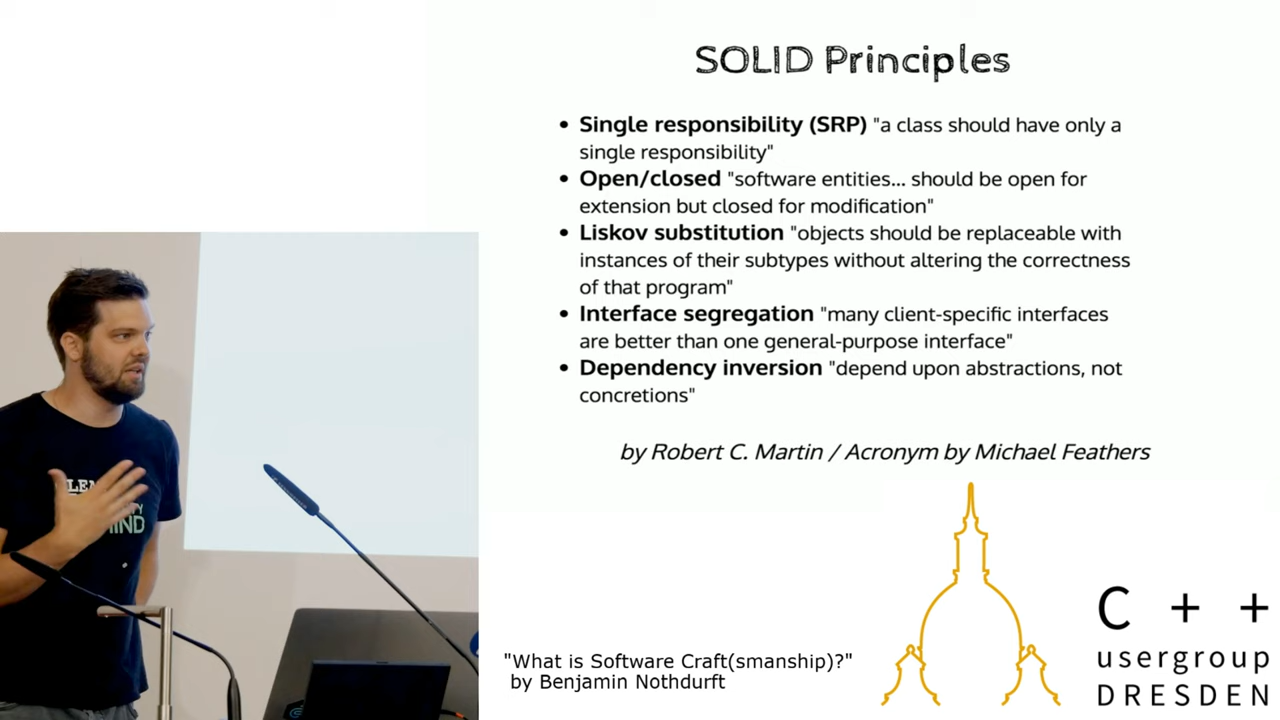 SOLID Principles
• Single responsibility (SRP) "a class should have only a
single responsibility"
• Open/closed "software entities... should be open for
extension but closed for modification"
• Liskov substitution "objects should be replaceable with
instances of their subtypes without altering the correctness
of that program"
• Interface segregation "many client-specific interfaces
are better than one general-purpose interface"
• Dependency inversion "depend upon abstractions, not
concretions"
by Robert C. Martin / Acronym by Michael Feathers
"What is Software Craft(smanship)?"
by Benjamin Nothdurft
C + +
usergroup
DRESDEN